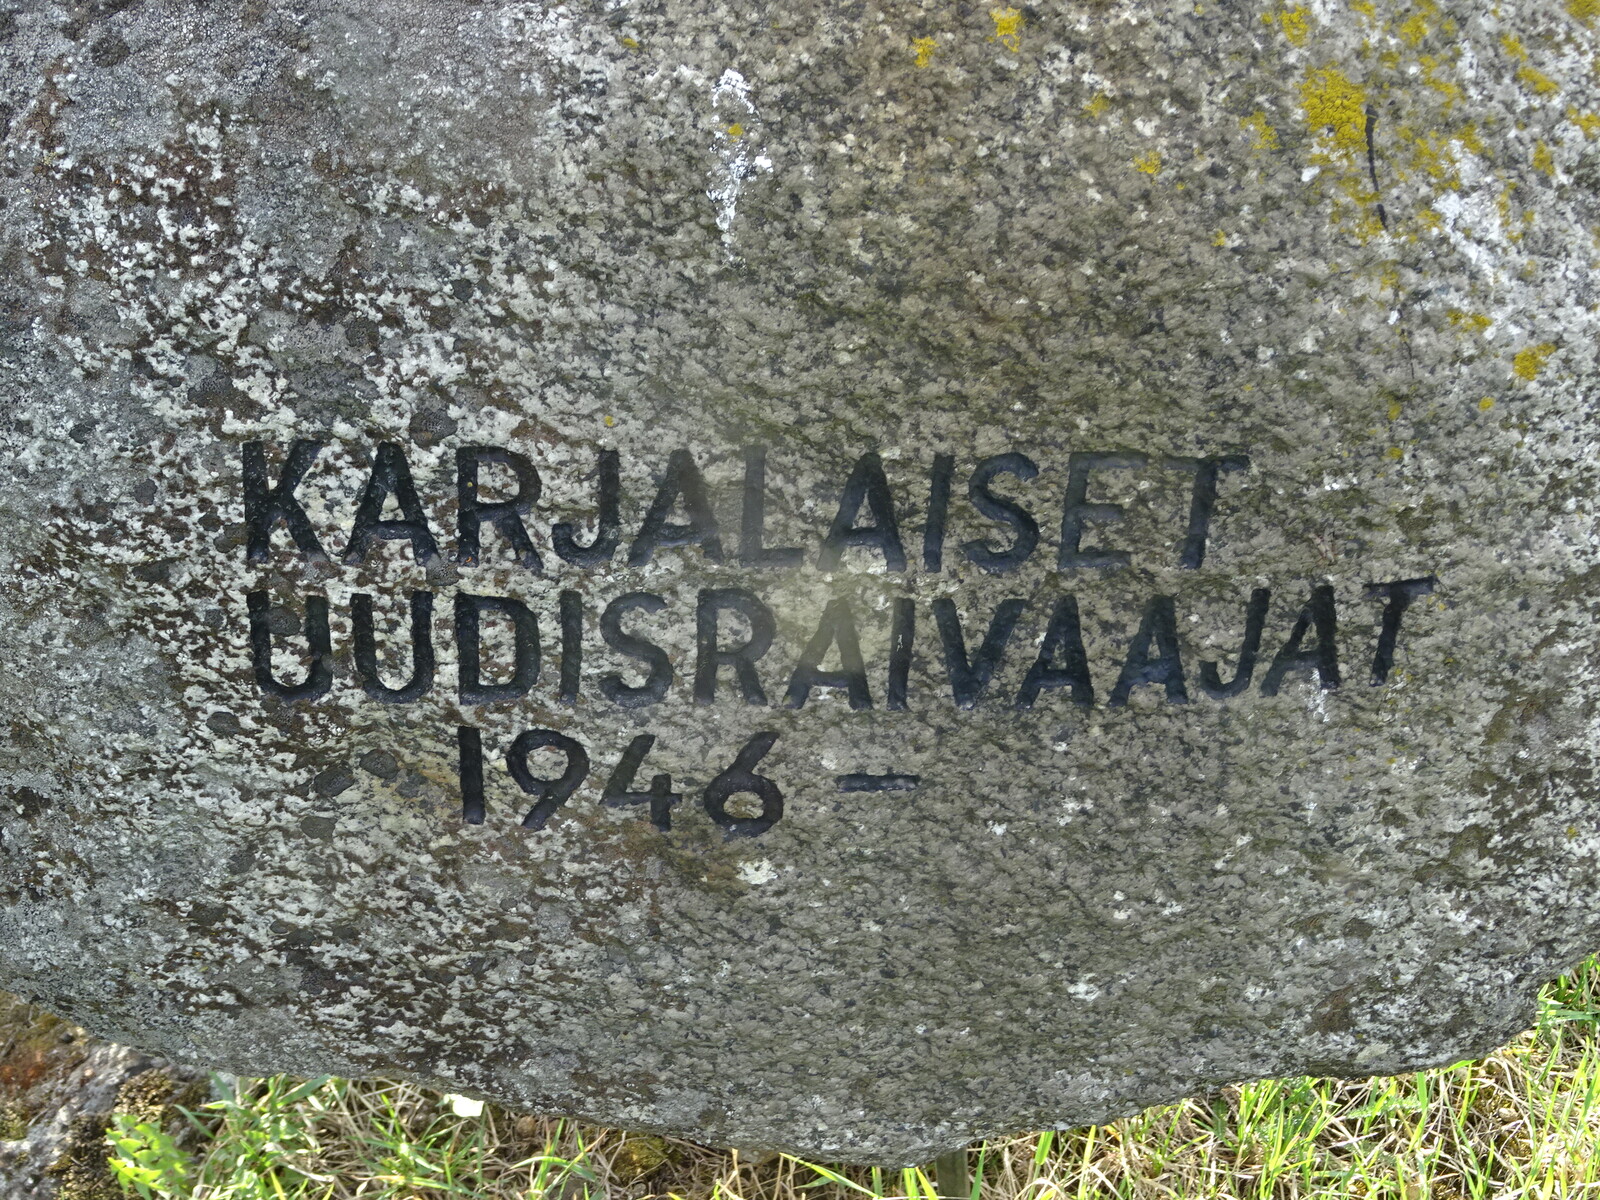 KARJALAISET
UUDISRAIVAAJAT
1946 –